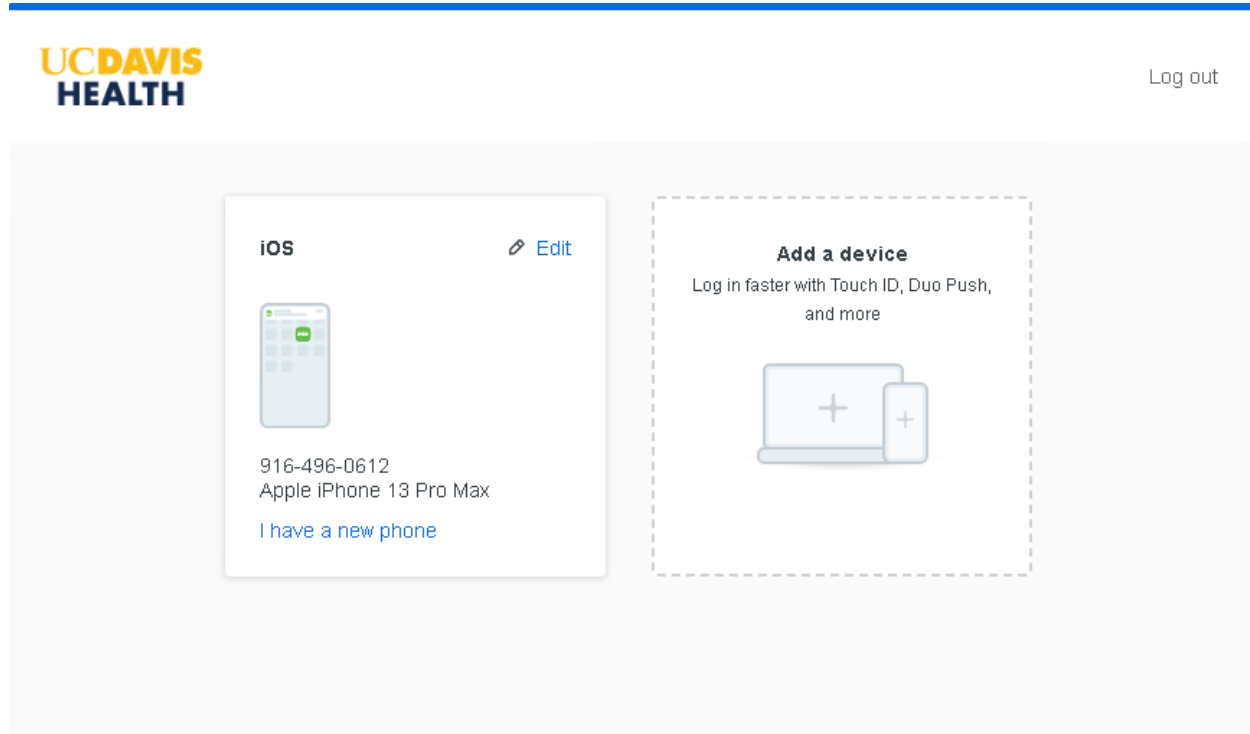 UCDAVIS
HEALTH
Log out
iOS
Edit
916-496-0612
Apple iPhone 13 Pro Max
I have a new phone
Add a device
Log in faster with Touch ID, Duo Push,
and more